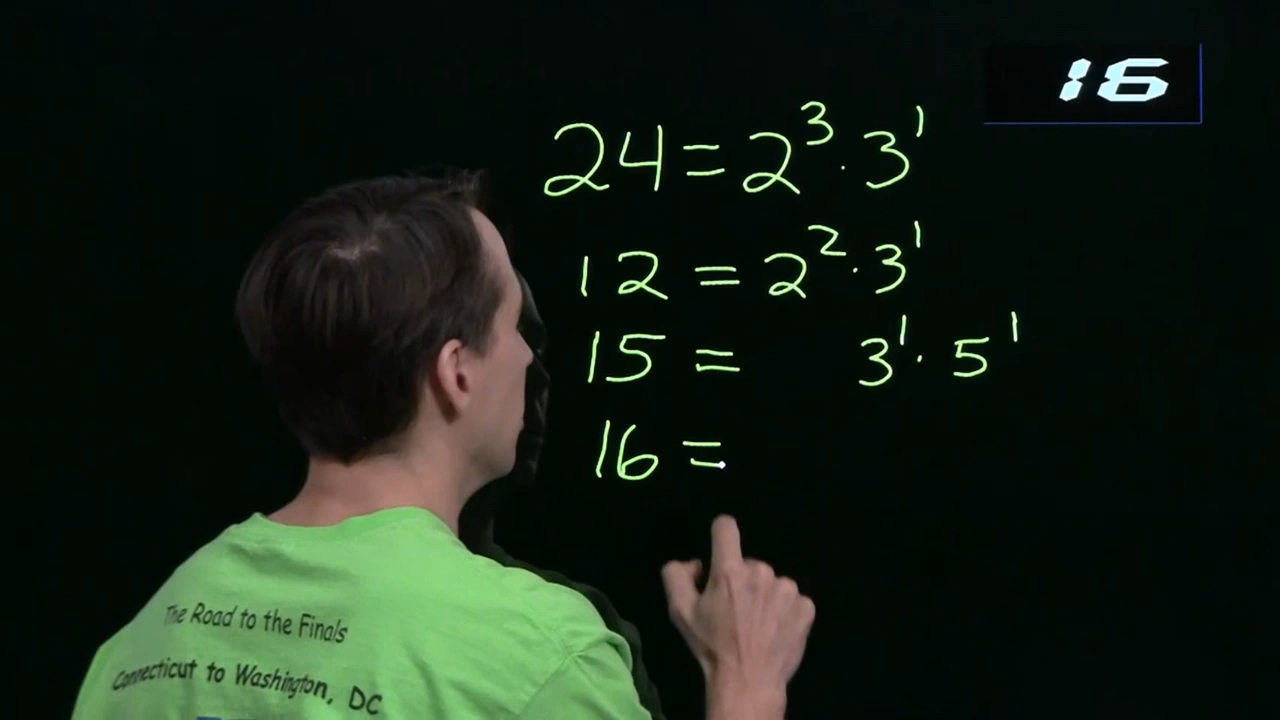 16
24 = 2³ · 3¹
12 = 2² · 3¹
15 = 3¹ · 5¹
16 =
The Road to the Finals
Connecticut to Washington, DC